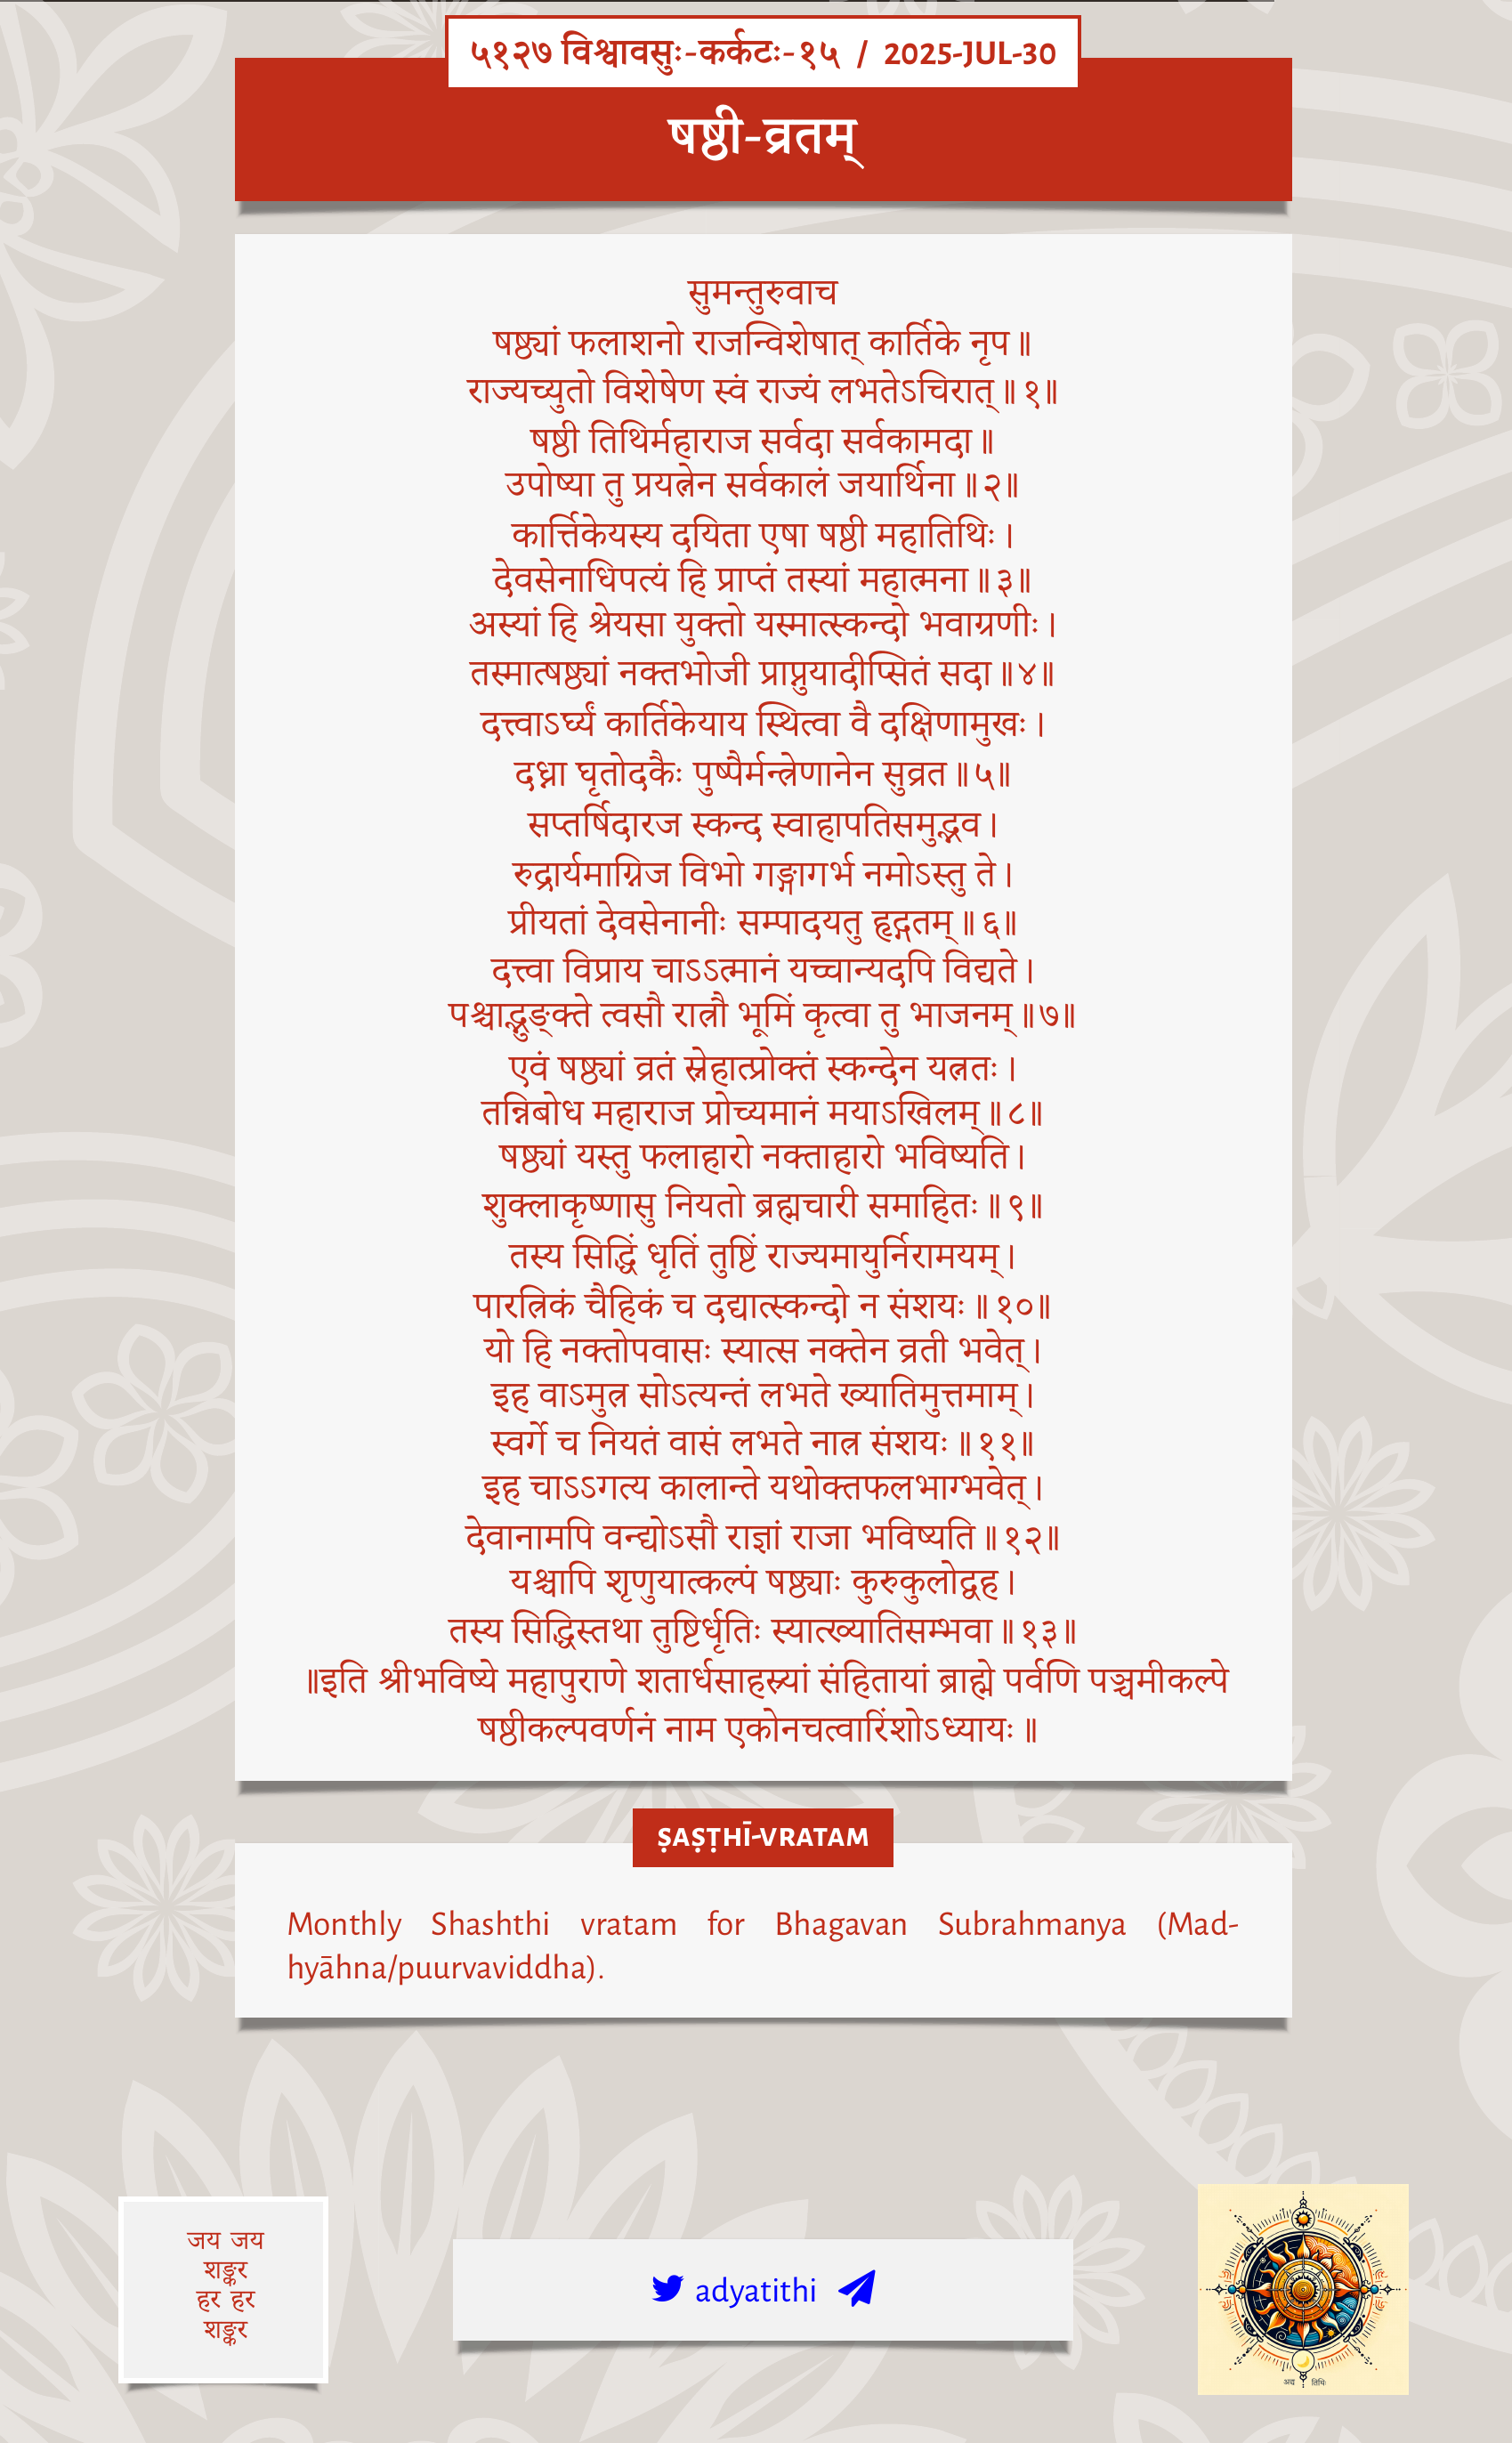 ५१२७ विश्वावसुः-कर्कटः-१५ / 2025-JUL-30
षष्ठी-व्रतम्
सुमन्तुरुवाच
षष्ठ्यां फलाशनो राजन्विशेषात् कार्तिके नृप॥
राज्यच्युतो विशेषेण स्वं राज्यं लभतेऽचिरात्॥१॥
षष्ठी तिथिर्महाराज सर्वदा सर्वकामदा॥
उपोष्या तु प्रयत्नेन सर्वकालं जयार्थिना॥२॥
कार्त्तिकेयस्य दयिता एषा षष्ठी महातिथिः।
देवसेनाधिपत्यं हि प्राप्तं तस्यां महात्मना॥३॥
अस्यां हि श्रेयसा युक्तो यस्मात्स्कन्दो भवाग्रणीः।
तस्मात्षष्ठ्यां नक्तभोजी प्राप्नुयादीप्सितं सदा॥४॥
दत्त्वाऽर्घ्यं कार्तिकेयाय स्थित्वा वै दक्षिणामुखः।
दध्ना घृतोदकैः पुष्पैर्मन्त्रेणानेन सुव्रत॥५॥
सप्तर्षिदारज स्कन्द स्वाहापतिसमुद्भव।
रुद्रार्यमाग्निज विभो गङ्गागर्भ नमोऽस्तु ते।
प्रीयतां देवसेनानीः सम्पादयतु हृद्गतम्॥६॥
दत्त्वा विप्राय चाऽऽत्मानं यच्चान्यदपि विद्यते।
पश्चाद्भुङ्क्ते त्वसौ रात्रौ भूमिं कृत्वा तु भाजनम्॥७॥
एवं षष्ठ्यां व्रतं स्नेहात्प्रोक्तं स्कन्देन यत्नतः।
तन्निबोध महाराज प्रोच्यमानं मयाऽखिलम्॥८॥
षष्ठ्यां यस्तु फलाहारो नक्ताहारो भविष्यति।
शुक्लाकृष्णासु नियतो ब्रह्मचारी समाहितः॥९॥
तस्य सिद्धिं धृतिं तुष्टिं राज्यमायुर्निरामयम्।
पारत्रिकं चैहिकं च दद्यात्स्कन्दो न संशयः॥१०॥
यो हि नक्तोपवासः स्यात्स नक्तेन व्रती भवेत्।
इह वाऽमुत्र सोऽत्यन्तं लभते ख्यातिमुत्तमाम्।
स्वर्गे च नियतं वासं लभते नात्र संशयः॥११॥
इह चाऽऽगत्य कालान्ते यथोक्तफलभाग्भवेत्।
देवानामपि वन्द्योऽसौ राज्ञां राजा भविष्यति॥१२॥
यश्चापि शृणुयात्कल्पं षष्ठ्याः कुरुकुलोद्वह।
तस्य सिद्धिस्तथा तुष्टिर्धृतिः स्यात्ख्यातिसम्भवा॥१३॥
॥इति श्रीभविष्ये महापुराणे शतार्धसाहस्र्यां संहितायां ब्राह्मे पर्वणि पञ्चमीकल्पे
षष्ठीकल्पवर्णनं नाम एकोनचत्वारिंशोऽध्यायः॥
ṢAṢṬHĪ-VRATAM
Monthly Shashthi vratam for Bhagavan Subrahmanya (Mad-
hyāhna/puurvaviddha).
जय जय
शङ्कर
हर हर
शङ्कर
adyatithi
अद्य तिथिः